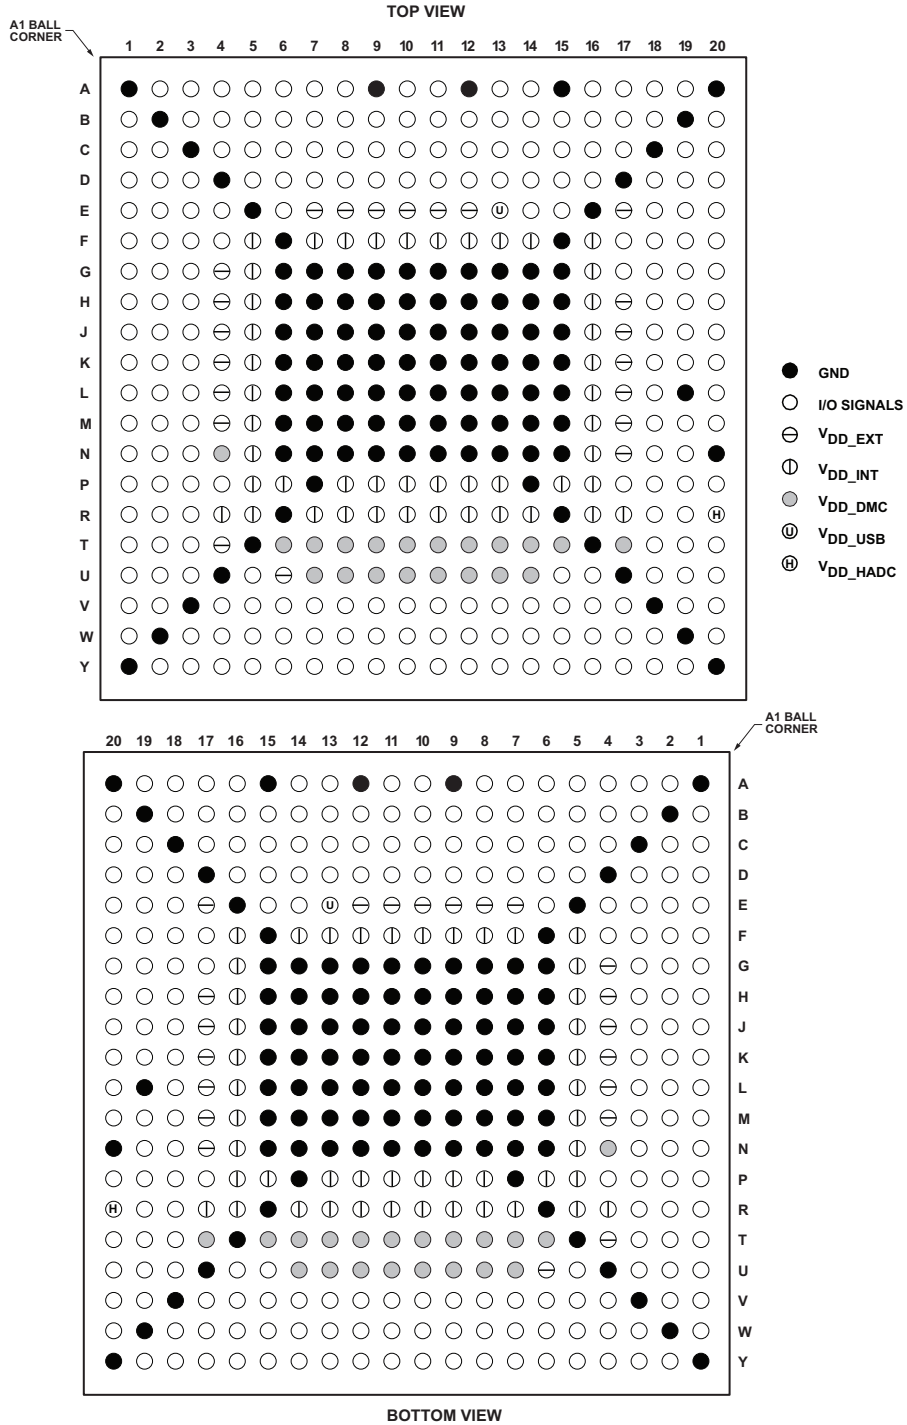 TOP VIEW
A1 BALL
CORNER
1 2 3 4 5 6 7 8 9 10 11 12 13 14 15 16 17 18 19 20
A
B
C
D
E U
F
G
H
J
K
L
M
N
P
R H
T
U
V
W
Y
GND
I/O SIGNALS
VDD_EXT
VDD_INT
VDD_DMC
U VDD_USB
H VDD_HADC
A1 BALL
CORNER
20 19 18 17 16 15 14 13 12 11 10 9 8 7 6 5 4 3 2 1
A
B
C
D
U E
F
G
H
J
K
L
M
N
P
H R
T
U
V
W
Y
BOTTOM VIEW